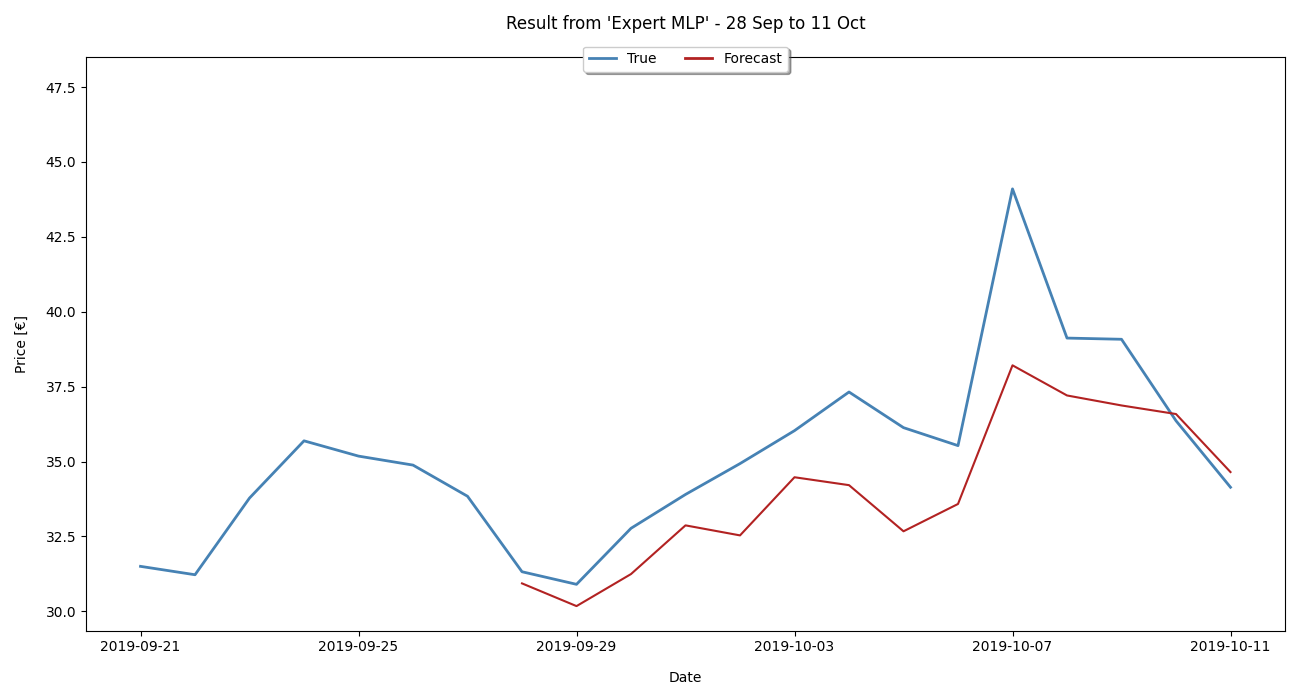 Result from 'Expert MLP' - 28 Sep to 11 Oct
True Forecast
47.5
45.0
42.5
40.0
37.5
35.0
32.5
30.0
Price [€]
2019-09-21 2019-09-25 2019-09-29 2019-10-03 2019-10-07 2019-10-11
Date